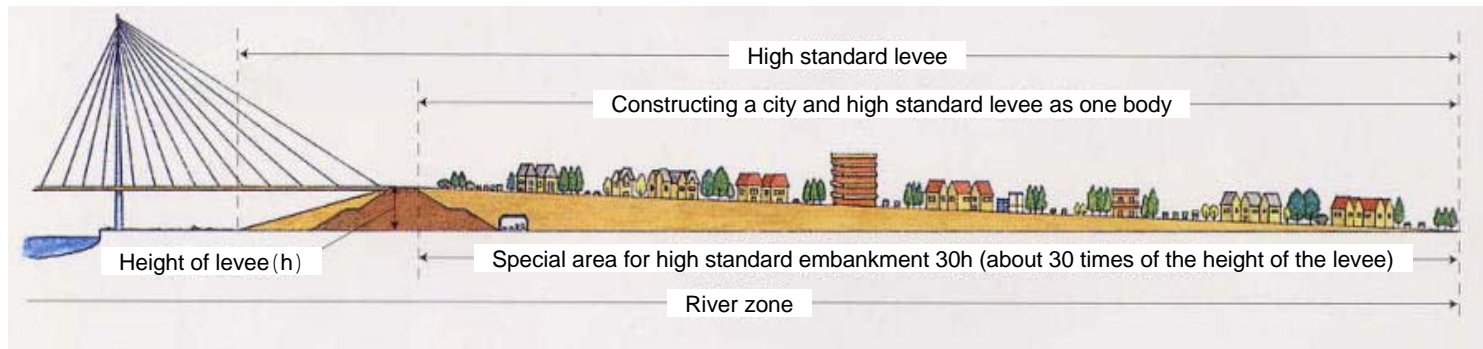 High standard levee
Constructing a city and high standard levee as one body
Height of levee(h)
Special area for high standard embankment 30h (about 30 times of the height of the levee)
River zone